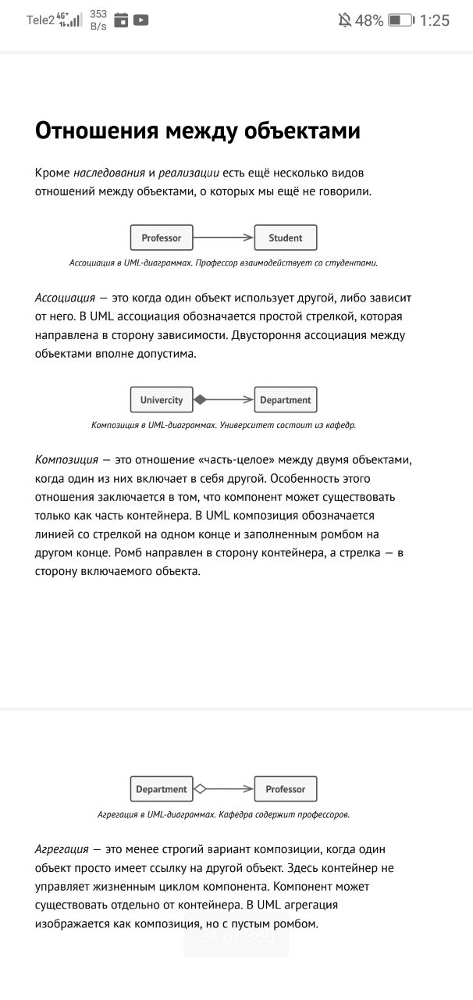 Tele2 4G+ 353 B/s 48% 1:25
Отношения между объектами
Кроме наследования и реализации есть ещё несколько видов
отношений между объектами, о которых мы ещё не говорили.
Professor Student
Ассоциация в UML-диаграммах. Профессор взаимодействует со студентами.
Ассоциация — это когда один объект использует другой, либо зависит
от него. В UML ассоциация обозначается простой стрелкой, которая
направлена в сторону зависимости. Двустороння ассоциация между
объектами вполне допустима.
Univercity Department
Композиция в UML-диаграммах. Университет состоит из кафедр.
Композиция — это отношение «часть-целое» между двумя объектами,
когда один из них включает в себя другой. Особенность этого
отношения заключается в том, что компонент может существовать
только как часть контейнера. В UML композиция обозначается
линией со стрелкой на одном конце и заполненным ромбом на
другом конце. Ромб направлен в сторону контейнера, а стрелка — в
сторону включаемого объекта.
Department Professor
Агрегация в UML-диаграммах. Кафедра содержит профессоров.
Агрегация — это менее строгий вариант композиции, когда один
объект просто имеет ссылку на другой объект. Здесь контейнер не
управляет жизненным циклом компонента. Компонент может
существовать отдельно от контейнера. В UML агрегация
изображается как композиция, но с пустым ромбом.
24 of 385